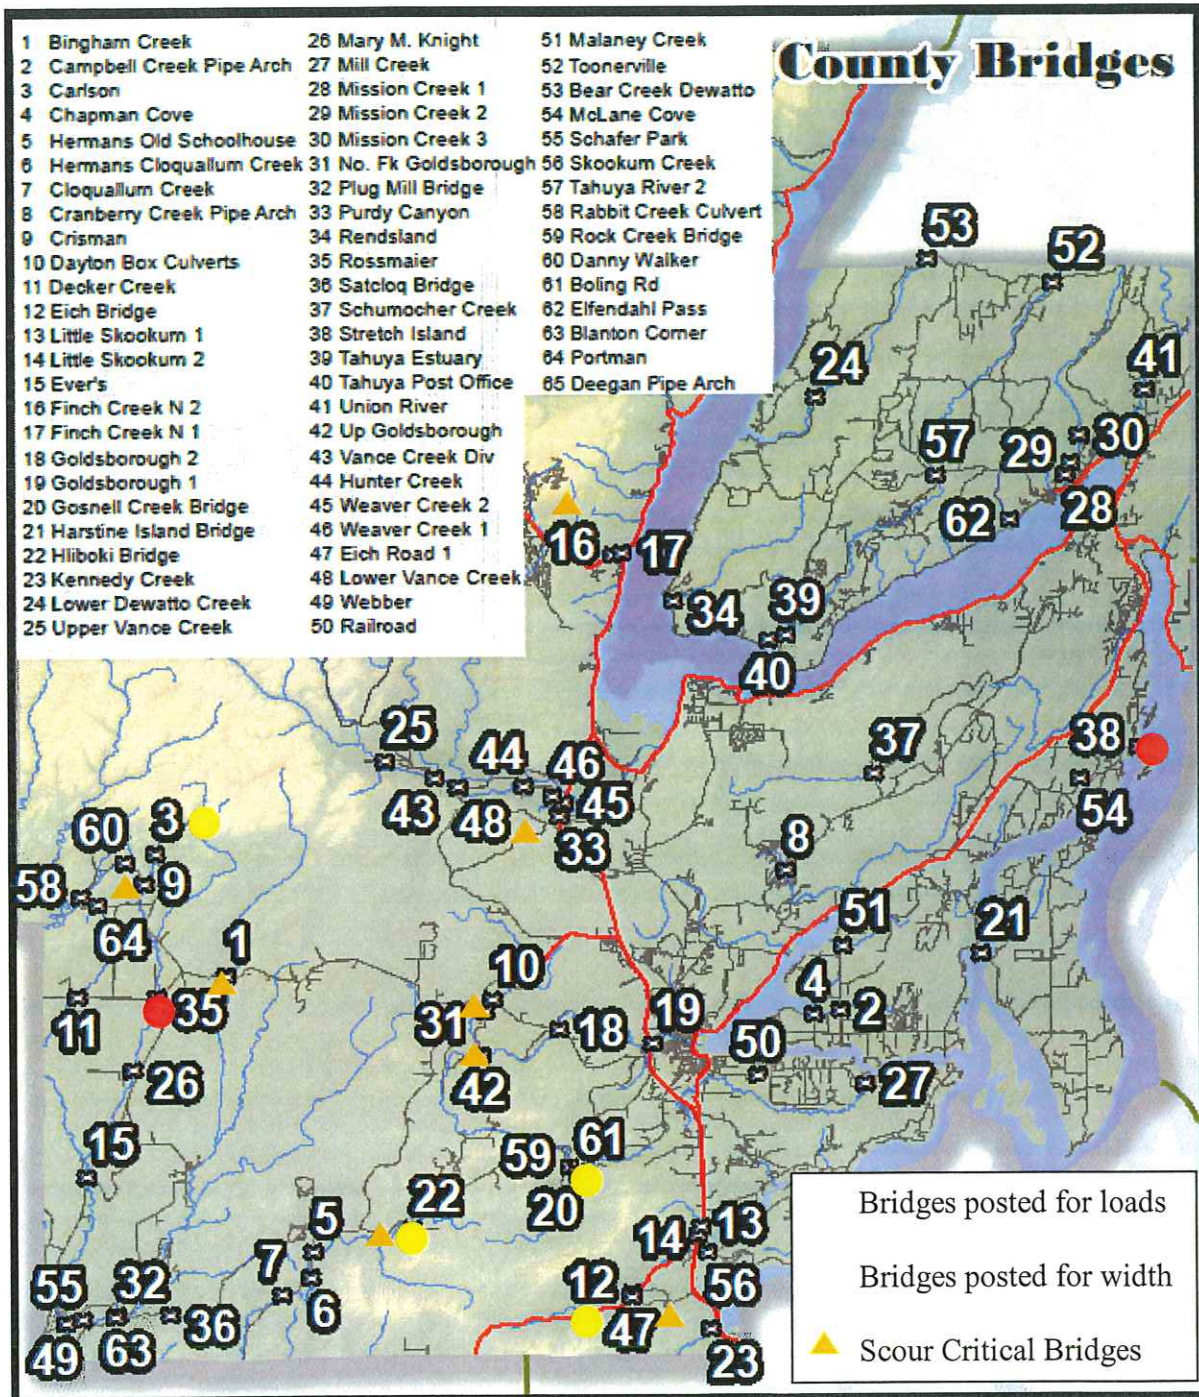 County Bridges
1 Bingham Creek
2 Campbell Creek Pipe Arch
3 Carlson
4 Chapman Cove
5 Hermans Old Schoolhouse
6 Hermans Cloquallum Creek
7 Cloquallum Creek
8 Cranberry Creek Pipe Arch
9 Crisman
10 Dayton Box Culverts
11 Decker Creek
12 Eich Bridge
13 Little Skookum 1
14 Little Skookum 2
15 Ever's
16 Finch Creek N 2
17 Finch Creek N 1
18 Goldsborough 2
19 Goldsborough 1
20 Gosnell Creek Bridge
21 Harstine Island Bridge
22 Hliboki Bridge
23 Kennedy Creek
24 Lower Dewatto Creek
25 Upper Vance Creek
26 Mary M. Knight
27 Mill Creek
28 Mission Creek 1
29 Mission Creek 2
30 Mission Creek 3
31 No. Fk Goldsborough
32 Plug Mill Bridge
33 Purdy Canyon
34 Rendsland
35 Rossmaier
36 Satcloq Bridge
37 Schumocher Creek
38 Stretch Island
39 Tahuya Estuary
40 Tahuya Post Office
41 Union River
42 Up Goldsborough
43 Vance Creek Div
44 Hunter Creek
45 Weaver Creek 2
46 Weaver Creek 1
47 Eich Road 1
48 Lower Vance Creek
49 Webber
50 Railroad
51 Malaney Creek
52 Toonerville
53 Bear Creek Dewatto
54 McLane Cove
55 Schafer Park
56 Skookum Creek
57 Tahuya River 2
58 Rabbit Creek Culvert
59 Rock Creek Bridge
60 Danny Walker
61 Boling Rd
62 Elfendahl Pass
63 Blanton Corner
64 Portman
65 Deegan Pipe Arch
53
52
24
41
57
29
30
62
28
16
17
34
39
40
25
44
46
37
38
43
48
45
33
54
60
3
8
58
9
64
51
21
1
10
4
2
11
35
31
18
19
50
27
26
42
15
59
61
20
22
5
14
13
7
6
12
47
56
55
32
36
49
63
23
Bridges posted for loads
Bridges posted for width
Scour Critical Bridges